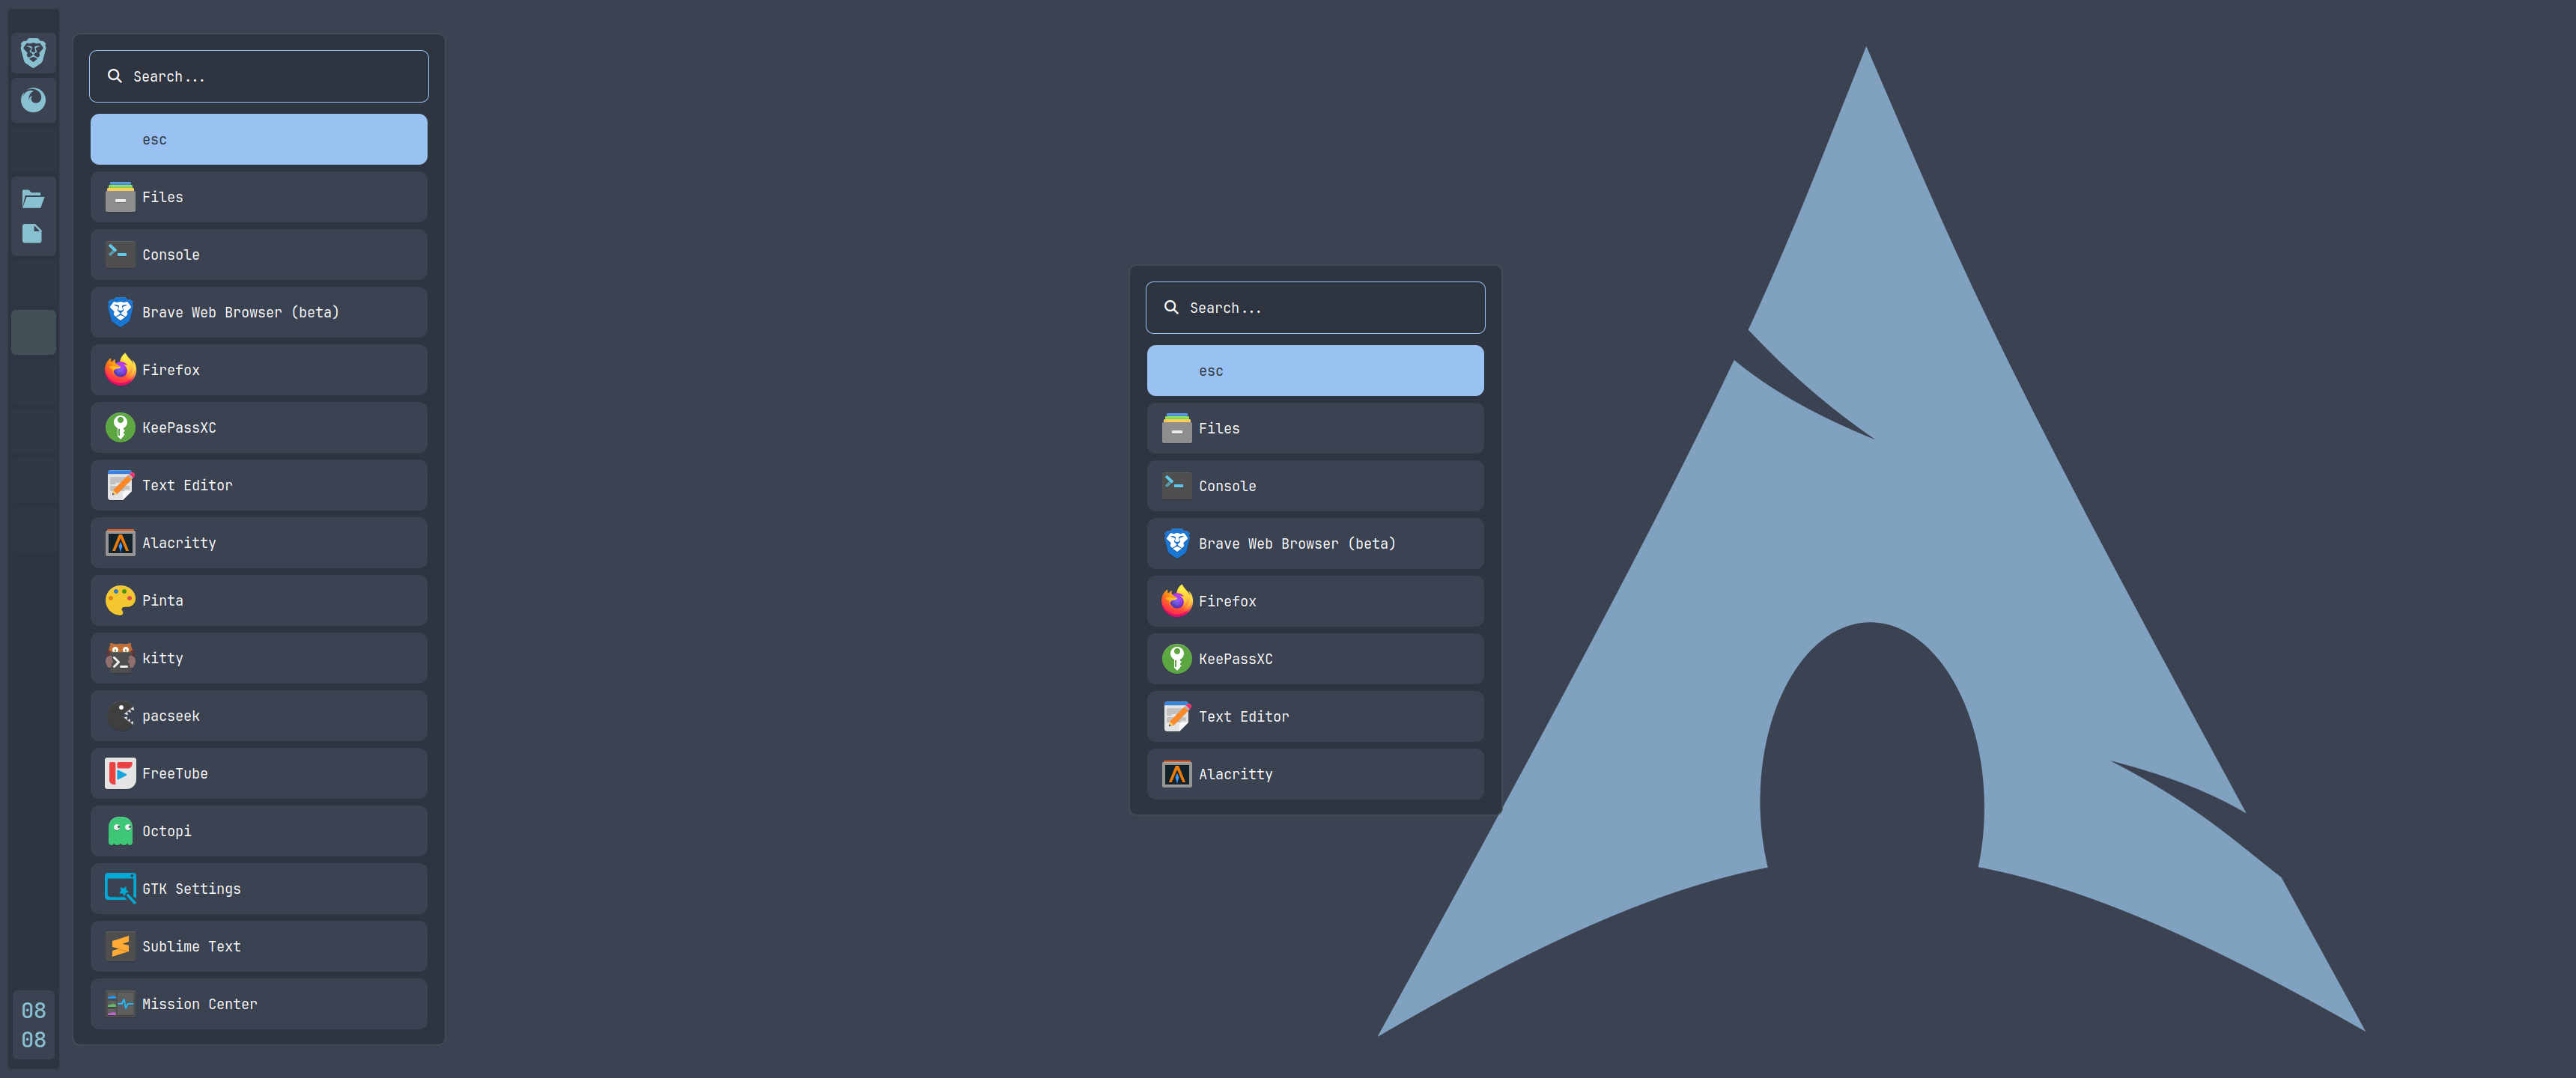 Search...
esc
Files
Console
Brave Web Browser (beta)
Firefox
KeePassXC
Text Editor
Alacritty
Pinta
kitty
pacseek
FreeTube
Octopi
GTK Settings
Sublime Text
Mission Center
08
08
Search...
esc
Files
Console
Brave Web Browser (beta)
Firefox
KeePassXC
Text Editor
Alacritty